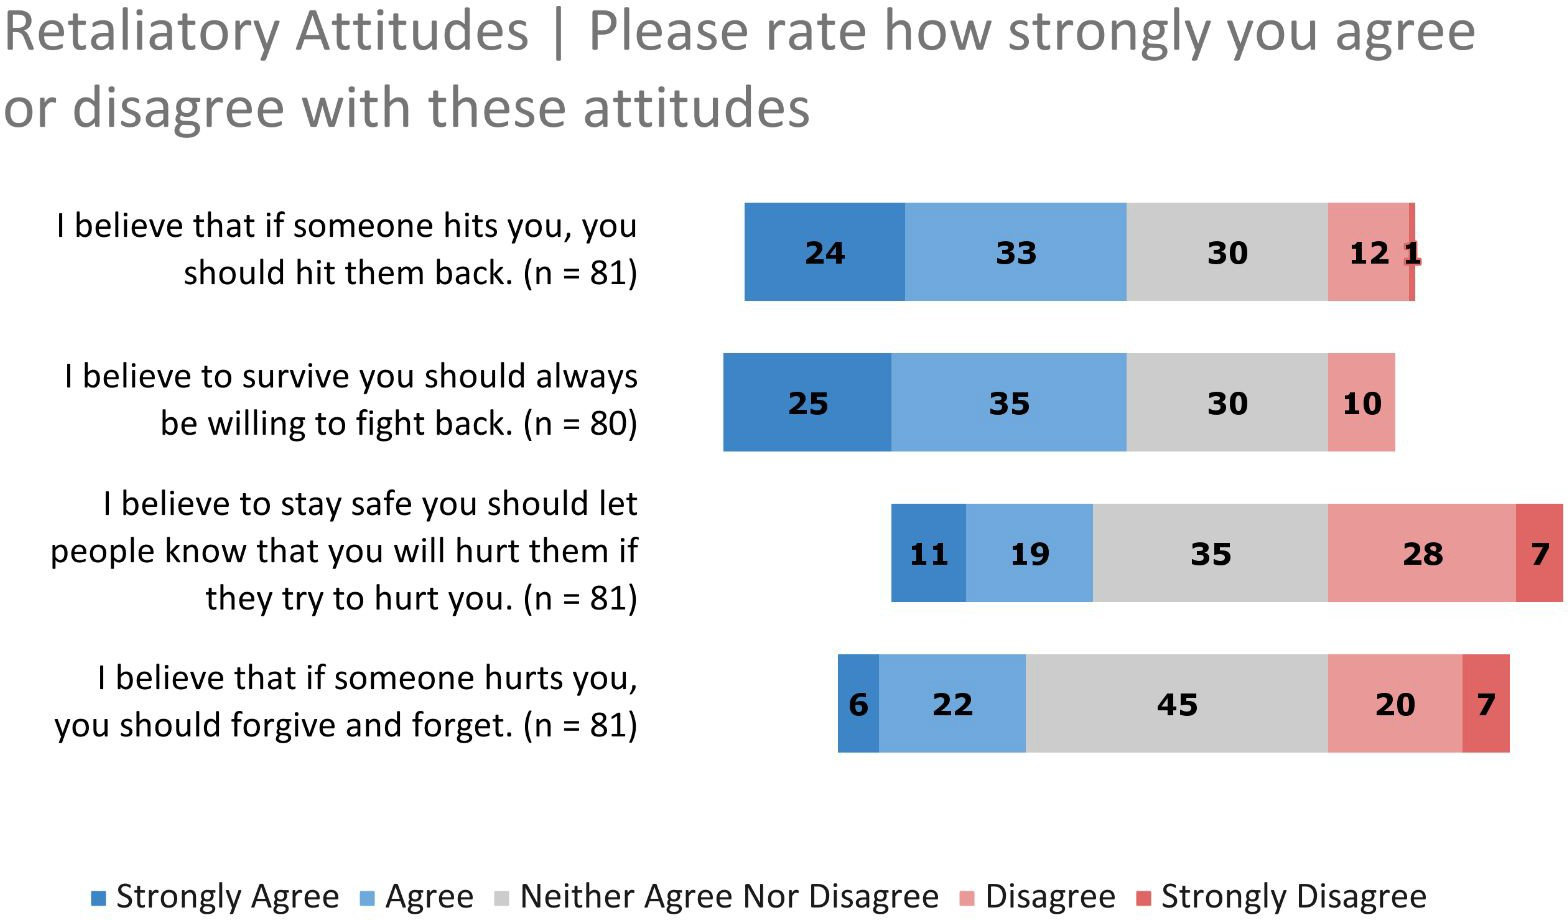 Retaliatory Attitudes | Please rate how strongly you agree
or disagree with these attitudes
I believe that if someone hits you, you
should hit them back. (n = 81)
24 33 30 12 1
I believe to survive you should always
be willing to fight back. (n = 80)
25 35 30 10
I believe to stay safe you should let
people know that you will hurt them if
they try to hurt you. (n = 81)
11 19 35 28 7
I believe that if someone hurts you,
you should forgive and forget. (n = 81)
6 22 45 20 7
Strongly Agree Agree Neither Agree Nor Disagree Disagree Strongly Disagree